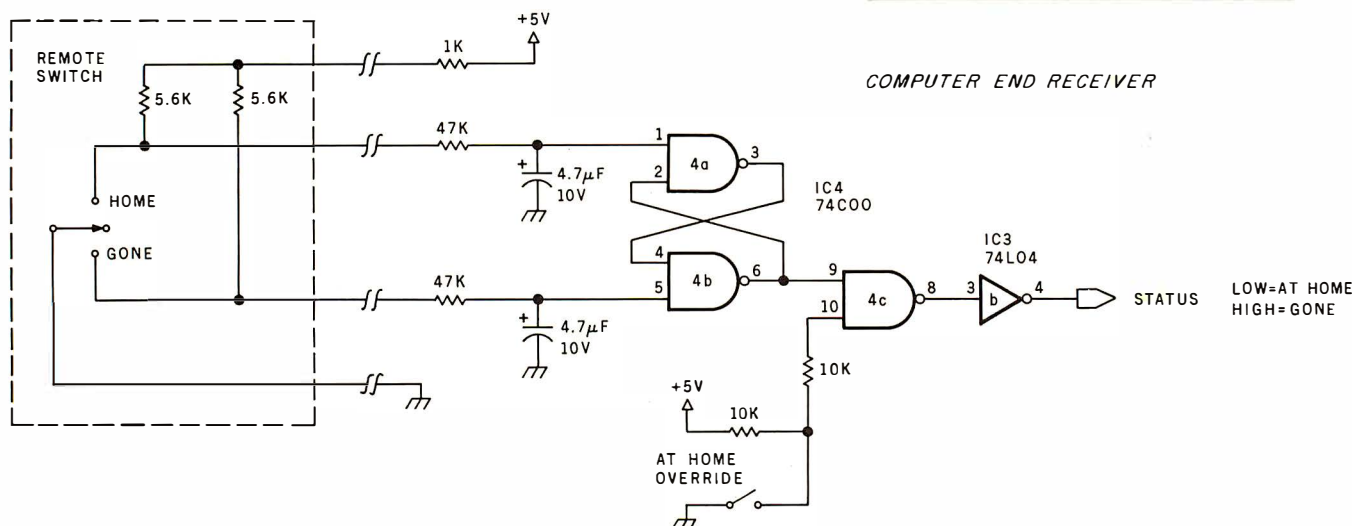 +5V
1K
REMOTE
SWITCH
5.6K
5.6K
COMPUTER END RECEIVER
47K
1
3
4a
2
+
4.7µF
10V
HOME
IC4
74C00
GONE
IC3
74L04
4
6
4b
5
47K
9
8
4c
10
3
4
b
STATUS
LOW=AT HOME
HIGH=GONE
+
4.7µF
10V
10K
+5V
10K
AT HOME
OVERRIDE